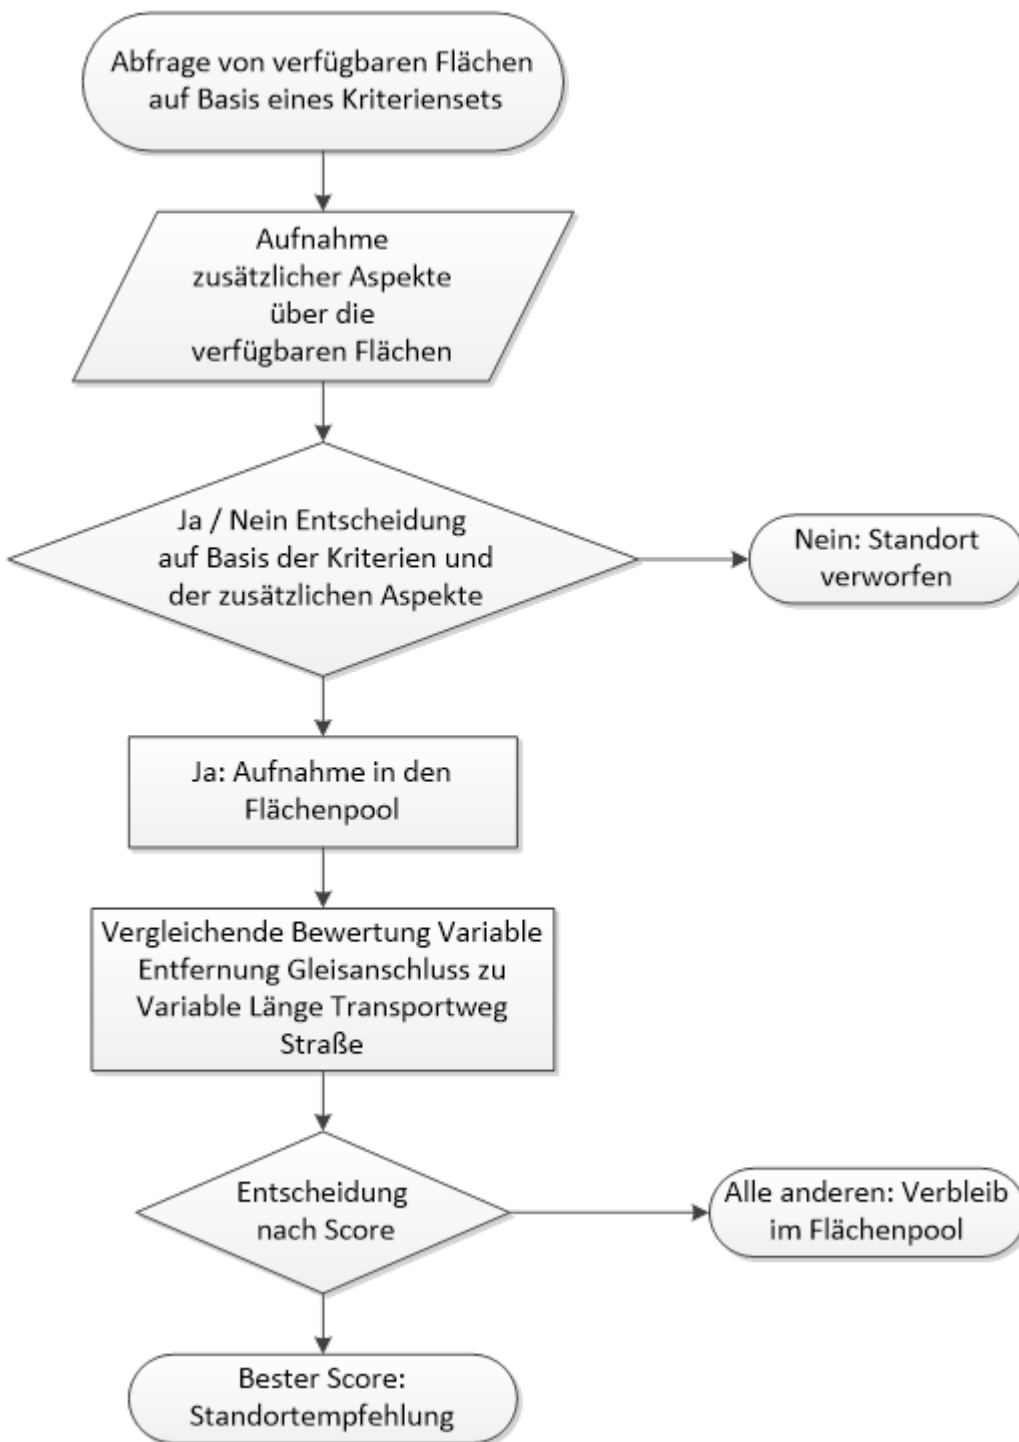 Abfrage von verfügbaren Flächen
auf Basis eines Kriteriensets
Aufnahme
zusätzlicher Aspekte
über die
verfügbaren Flächen
Ja / Nein Entscheidung
auf Basis der Kriterien und
der zusätzlichen Aspekte
Nein: Standort
verworfen
Ja: Aufnahme in den
Flächenpool
Vergleichende Bewertung Variable
Entfernung Gleisanschluss zu
Variable Länge Transportweg
Straße
Entscheidung
nach Score
Alle anderen: Verbleib
im Flächenpool
Bester Score:
Standortempfehlung